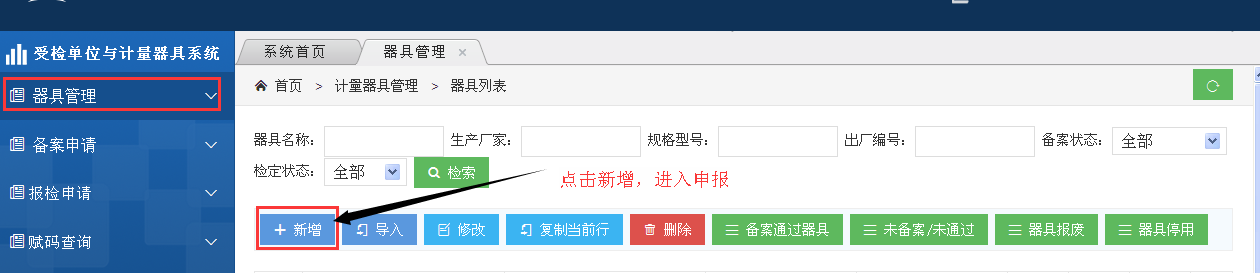 受检单位与计量器具系统
器具管理
备案申请
报检申请
赋码查询
系统首页 器具管理 ×
首页 > 计量器具管理 > 器具列表
器具名称： 生产厂家： 规格型号： 出厂编号： 备案状态： 全部
检定状态： 全部 检索
点击新增，进入申报
新增 导入 修改 复制当前行 删除 备案通过器具 未备案/未通过 器具报废 器具停用